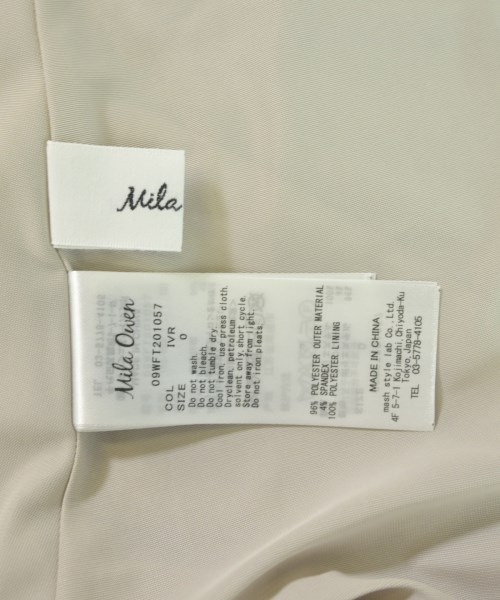 Mila
Mila Owen
09WFT201057
COL IVR
SIZE 0
Do not wash.
Do not bleach.
Do not tumble dry.
Cool iron, use press cloth.
Dryclean, petroleum
solvent only,short cycle.
Store away from light.
Do not iron pleats.
96% POLYESTER OUTER MATERIAL
4% SPANDEX
100% POLYESTER LINING
MADE IN CHINA
mash style lab Co., Ltd.
4F 5-7-1 Kojimachi, Chiyoda-Ku
Tokyo, Japan
TEL 03-5778-4105